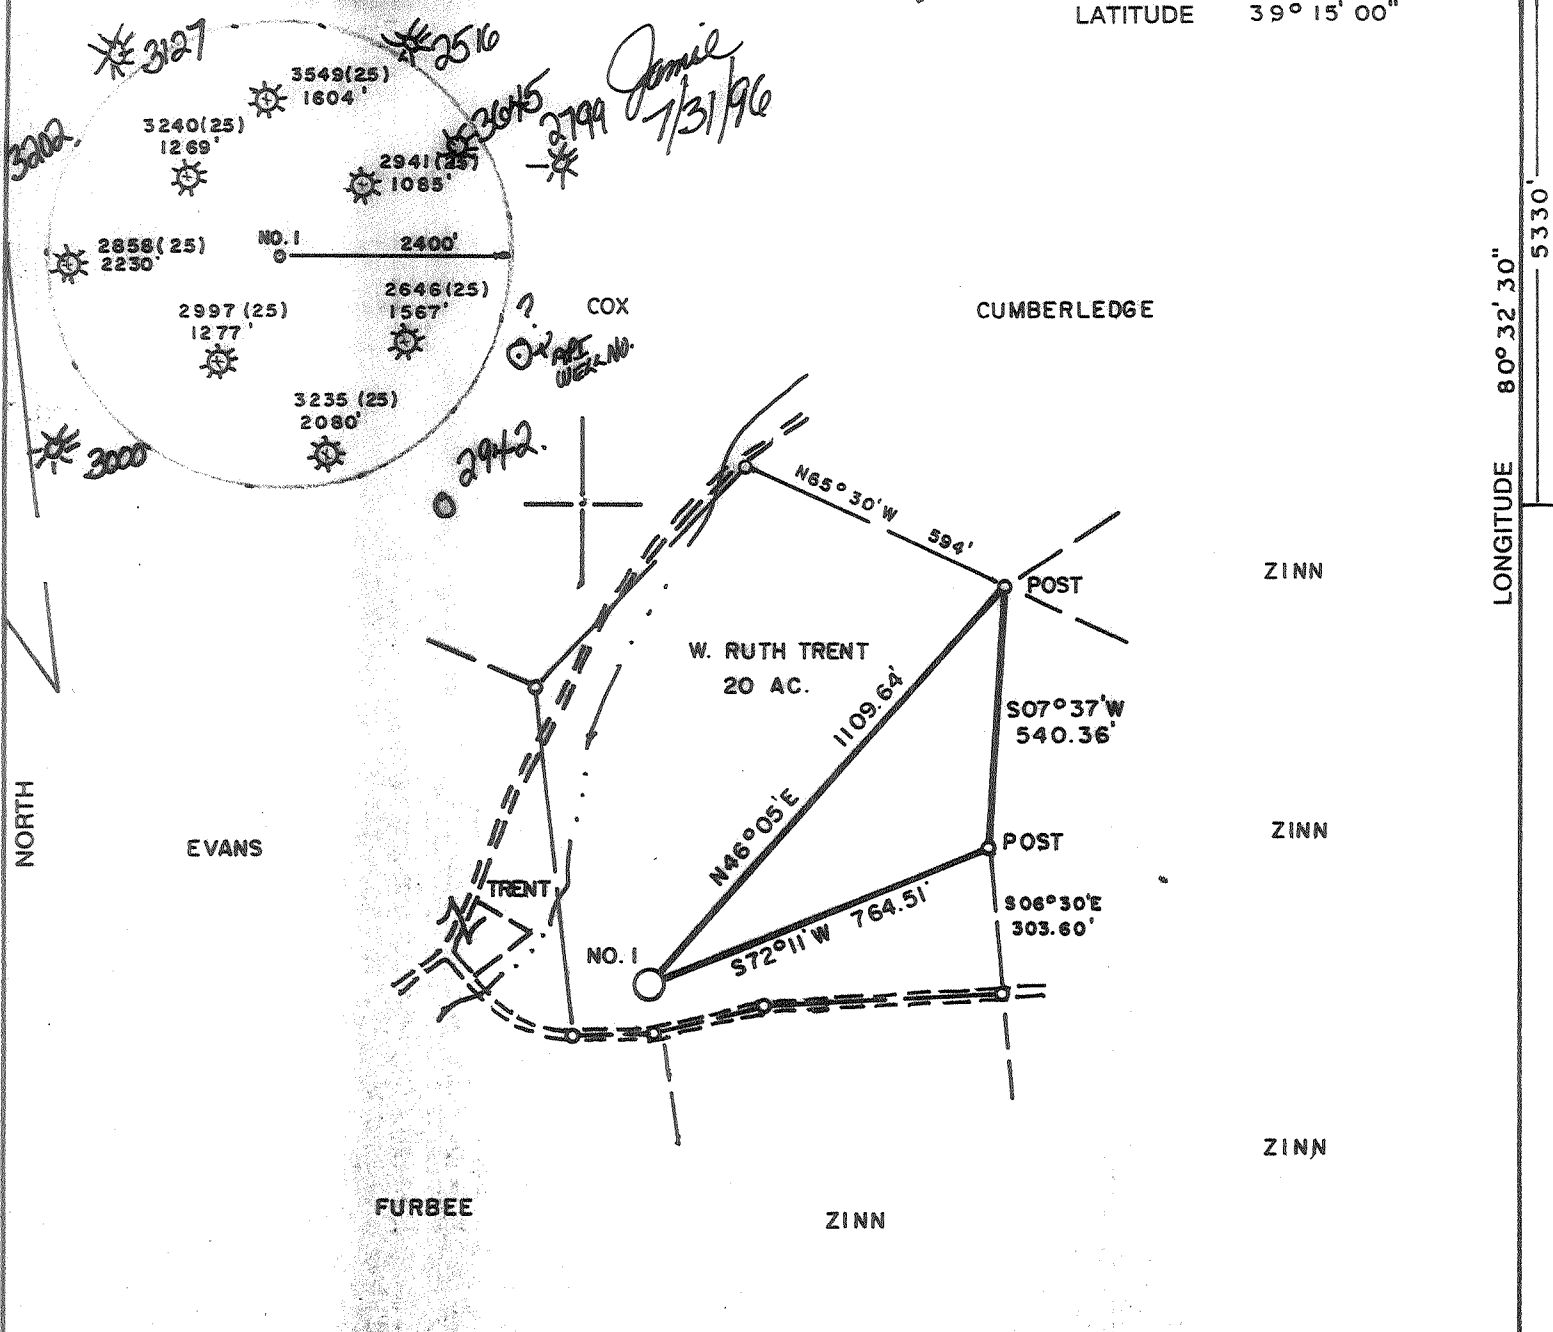 LATITUDE 39° 15' 00"
3127
2516
Jamie
7/31/96
3549(25)
1604'
3645
2799
3240(25)
1269'
3202.
2941(25)
1085'
5330'
2858(25)
2230'
NO. 1
2400'
2646(25)
1567'
?
COX
CUMBERLEDGE
LONGITUDE 80° 32' 30"
2997 (25)
1277'
API
WELL NO.
3235 (25)
2080'
3000
2942.
N65° 30' W
594'
ZINN
POST
W. RUTH TRENT
20 AC.
1109.64'
N46° 05' E
S07° 37' W
540.36'
NORTH
EVANS
ZINN
POST
TRENT
764.51'
S72° 11' W
S06° 30' E
303.60'
NO. 1
ZINN
FURBEE
ZINN